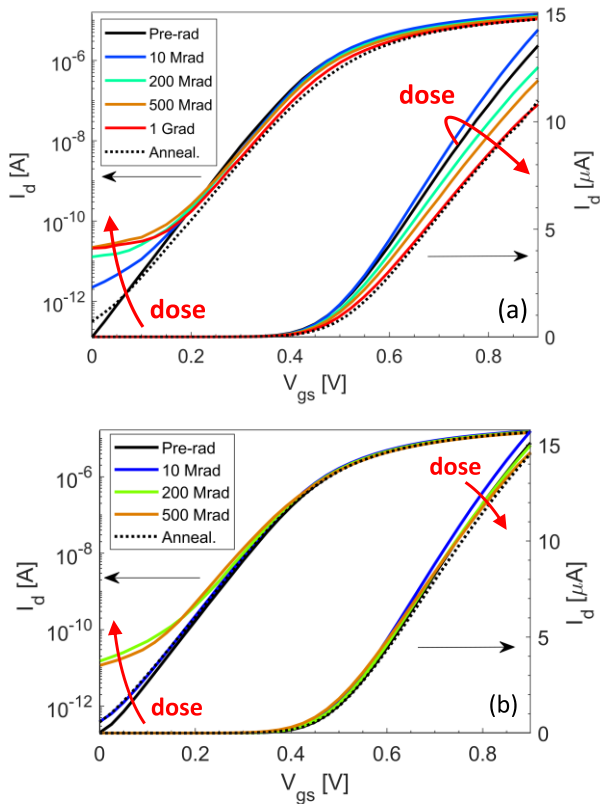 Pre-rad
10 Mrad
200 Mrad
500 Mrad
1 Grad
Anneal.
dose
dose
(a)
I_d [A]
10^-6
10^-8
10^-10
10^-12
I_d [μA]
15
10
5
0
0 0.2 0.4 0.6 0.8
V_gs [V]
Pre-rad
10 Mrad
200 Mrad
500 Mrad
Anneal.
dose
dose
(b)
I_d [A]
10^-6
10^-8
10^-10
10^-12
I_d [μA]
15
10
5
0
0 0.2 0.4 0.6 0.8
V_gs [V]